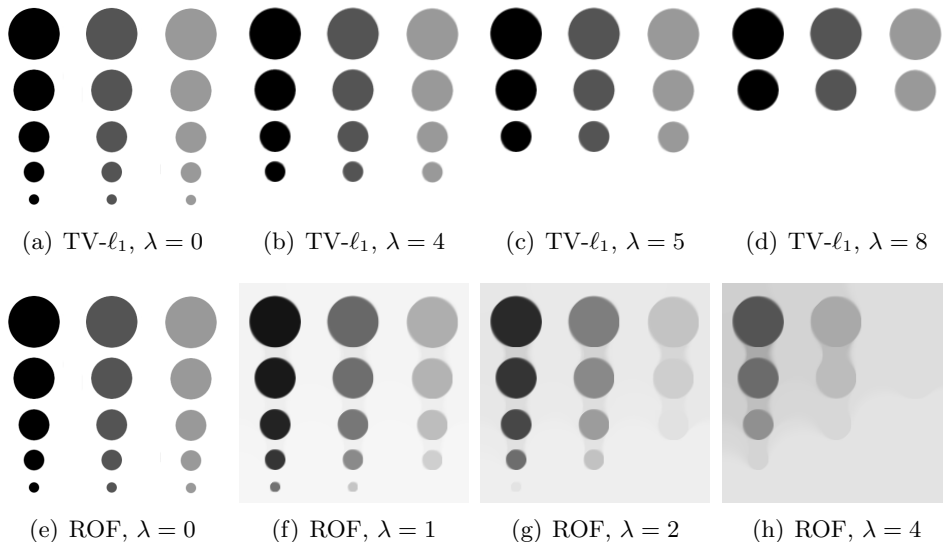 (a) TV-ℓ₁, λ = 0
(b) TV-ℓ₁, λ = 4
(c) TV-ℓ₁, λ = 5
(d) TV-ℓ₁, λ = 8
(e) ROF, λ = 0
(f) ROF, λ = 1
(g) ROF, λ = 2
(h) ROF, λ = 4